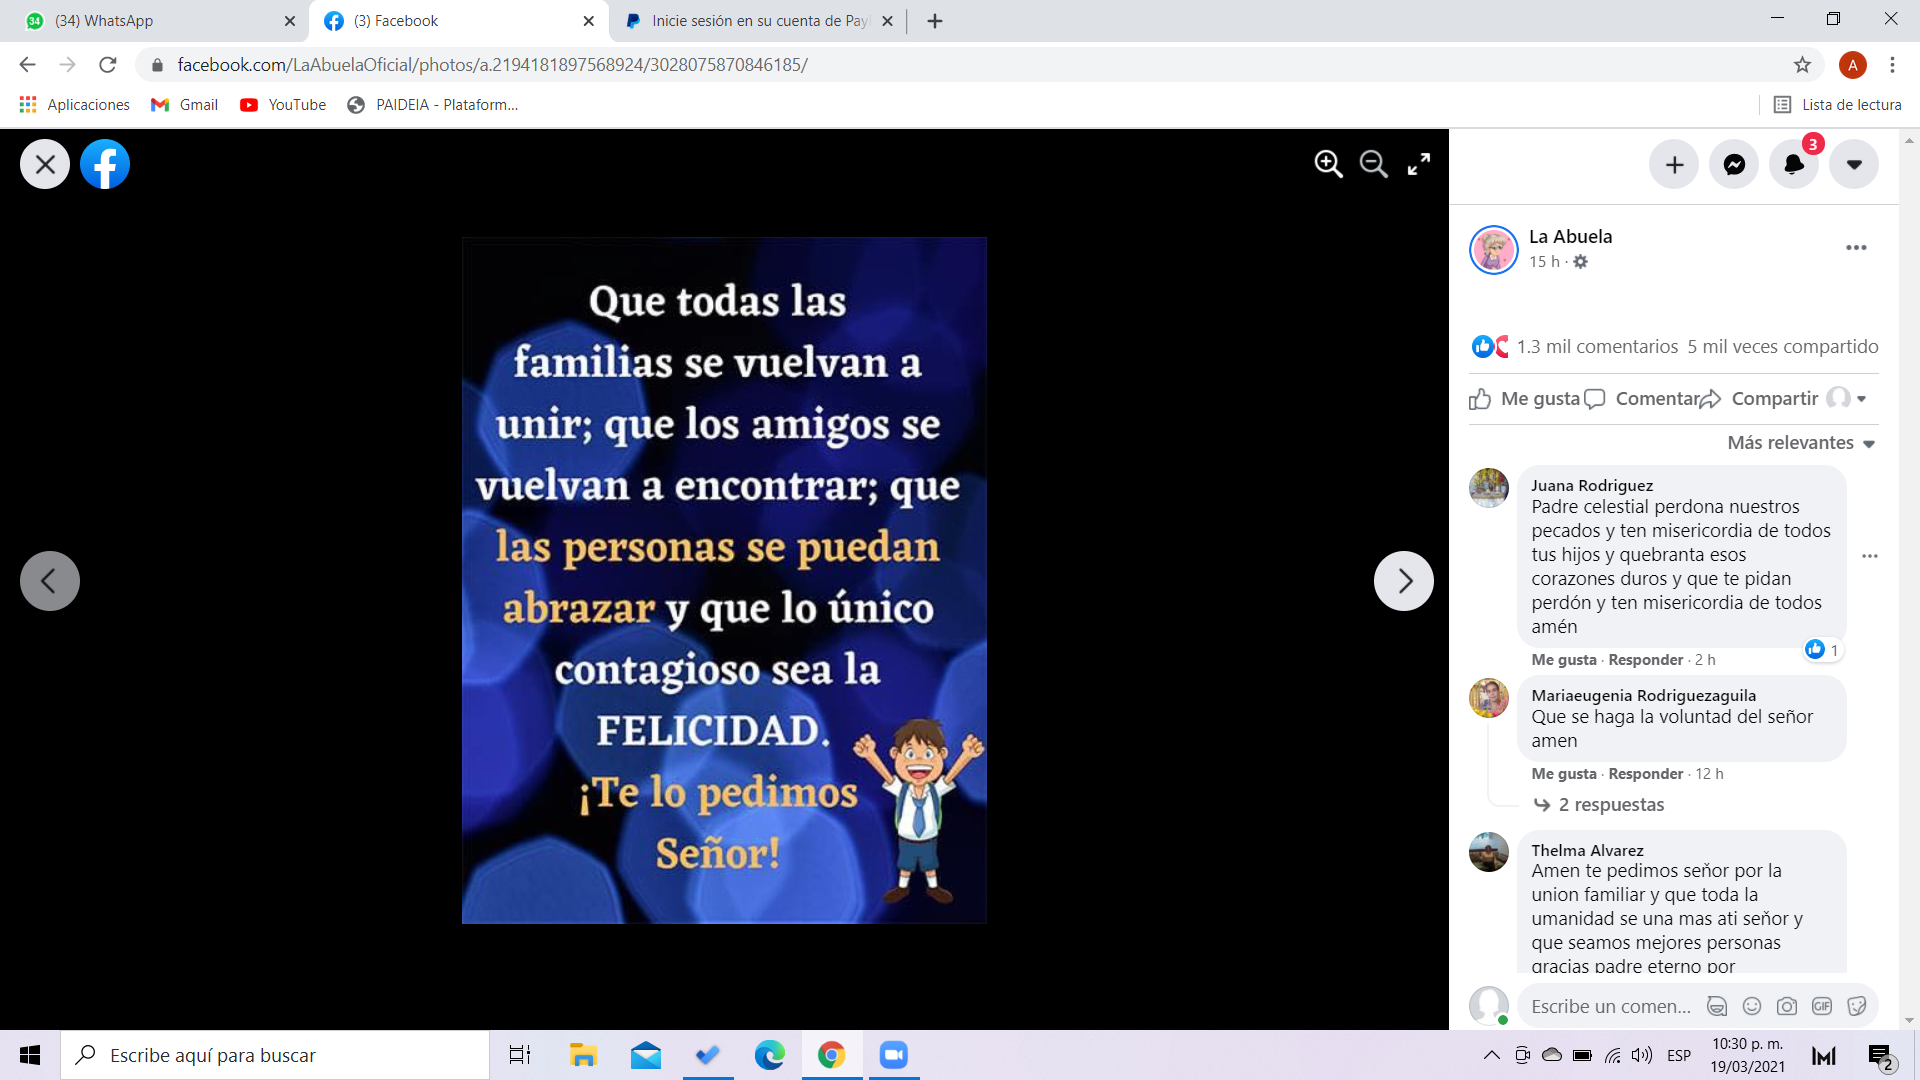 (34) WhatsApp
(3) Facebook
Inicie sesión en su cuenta de Pay
facebook.com/LaAbuelaOficial/photos/a.2194181897568924/3028075870846185/
A
Aplicaciones
Gmail
YouTube
PAIDEIA - Plataform...
Lista de lectura
Que todas las
familias se vuelvan a
unir; que los amigos se
vuelvan a encontrar; que
las personas se puedan
abrazar y que lo único
contagioso sea la
FELICIDAD.
¡Te lo pedimos
Señor!
3
La Abuela
15 h ·
1.3 mil comentarios 5 mil veces compartido
Me gusta Comentar Compartir
Más relevantes
Juana Rodriguez
Padre celestial perdona nuestros
pecados y ten misericordia de todos
tus hijos y quebranta esos
corazones duros y que te pidan
perdón y ten misericordia de todos
amén
1
Me gusta · Responder · 2 h
Mariaeugenia Rodriguezaguila
Que se haga la voluntad del señor
amen
Me gusta · Responder · 12 h
2 respuestas
Thelma Alvarez
Amen te pedimos seňor por la
union familiar y que toda la
umanidad se una mas ati seňor y
que seamos mejores personas
gracias padre eterno por
Escribe un comen...
GIF
Escribe aquí para buscar
ESP
10:30 p. m.
19/03/2021
2